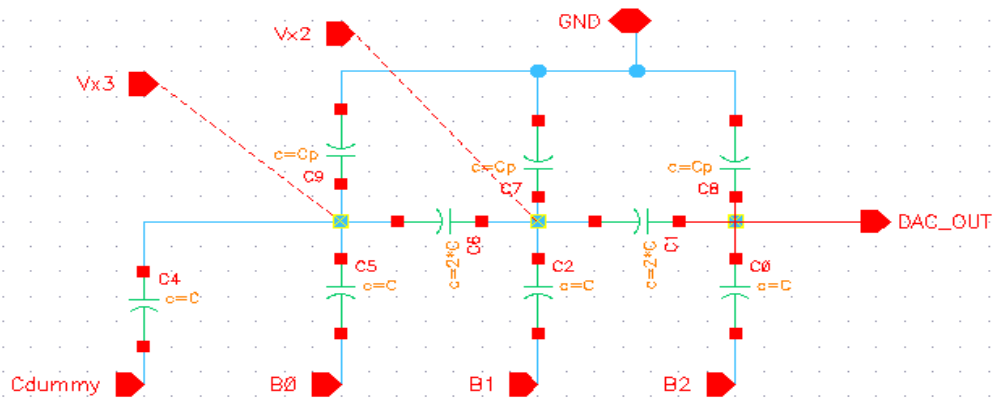 GND
Vx2
Vx3
c=Cp
C9
c=Cp
C7
c=Cp
C8
DAC_OUT
C6
c=2*C
C1
c=2*C
C4
c=C
C5
c=C
C2
c=C
C0
c=C
Cdummy
B0
B1
B2